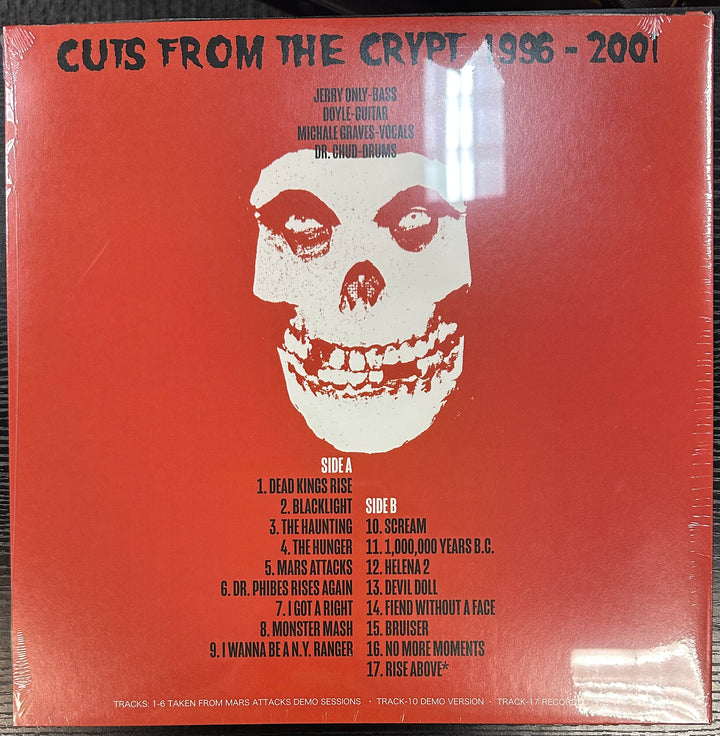 CUTS FROM THE CRYPT 1996 - 2001
JERRY ONLY-BASS
DOYLE-GUITAR
MICHALE GRAVES-VOCALS
DR. CHUD-DRUMS
SIDE A
1. DEAD KINGS RISE
2. BLACKLIGHT
3. THE HAUNTING
4. THE HUNGER
5. MARS ATTACKS
6. DR. PHIBES RISES AGAIN
7. I GOT A RIGHT
8. MONSTER MASH
9. I WANNA BE A N.Y. RANGER
SIDE B
10. SCREAM
11. 1,000,000 YEARS B.C.
12. HELENA 2
13. DEVIL DOLL
14. FIEND WITHOUT A FACE
15. BRUISER
16. NO MORE MOMENTS
17. RISE ABOVE*
TRACKS: 1-6 TAKEN FROM MARS ATTACKS DEMO SESSIONS · TRACK-10 DEMO VERSION · TRACK-17